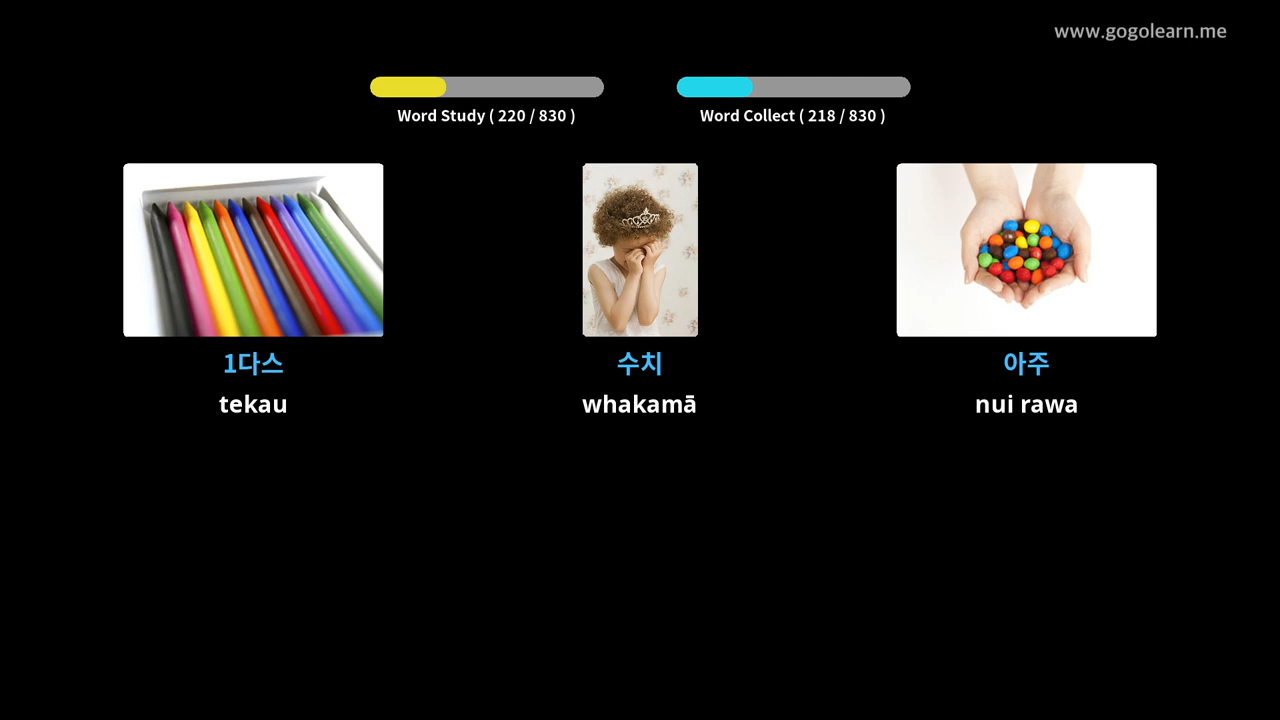 www.gogolearn.me
Word Study ( 220 / 830 )
Word Collect ( 218 / 830 )
1다스
수치
아주
tekau
whakamā
nui rawa